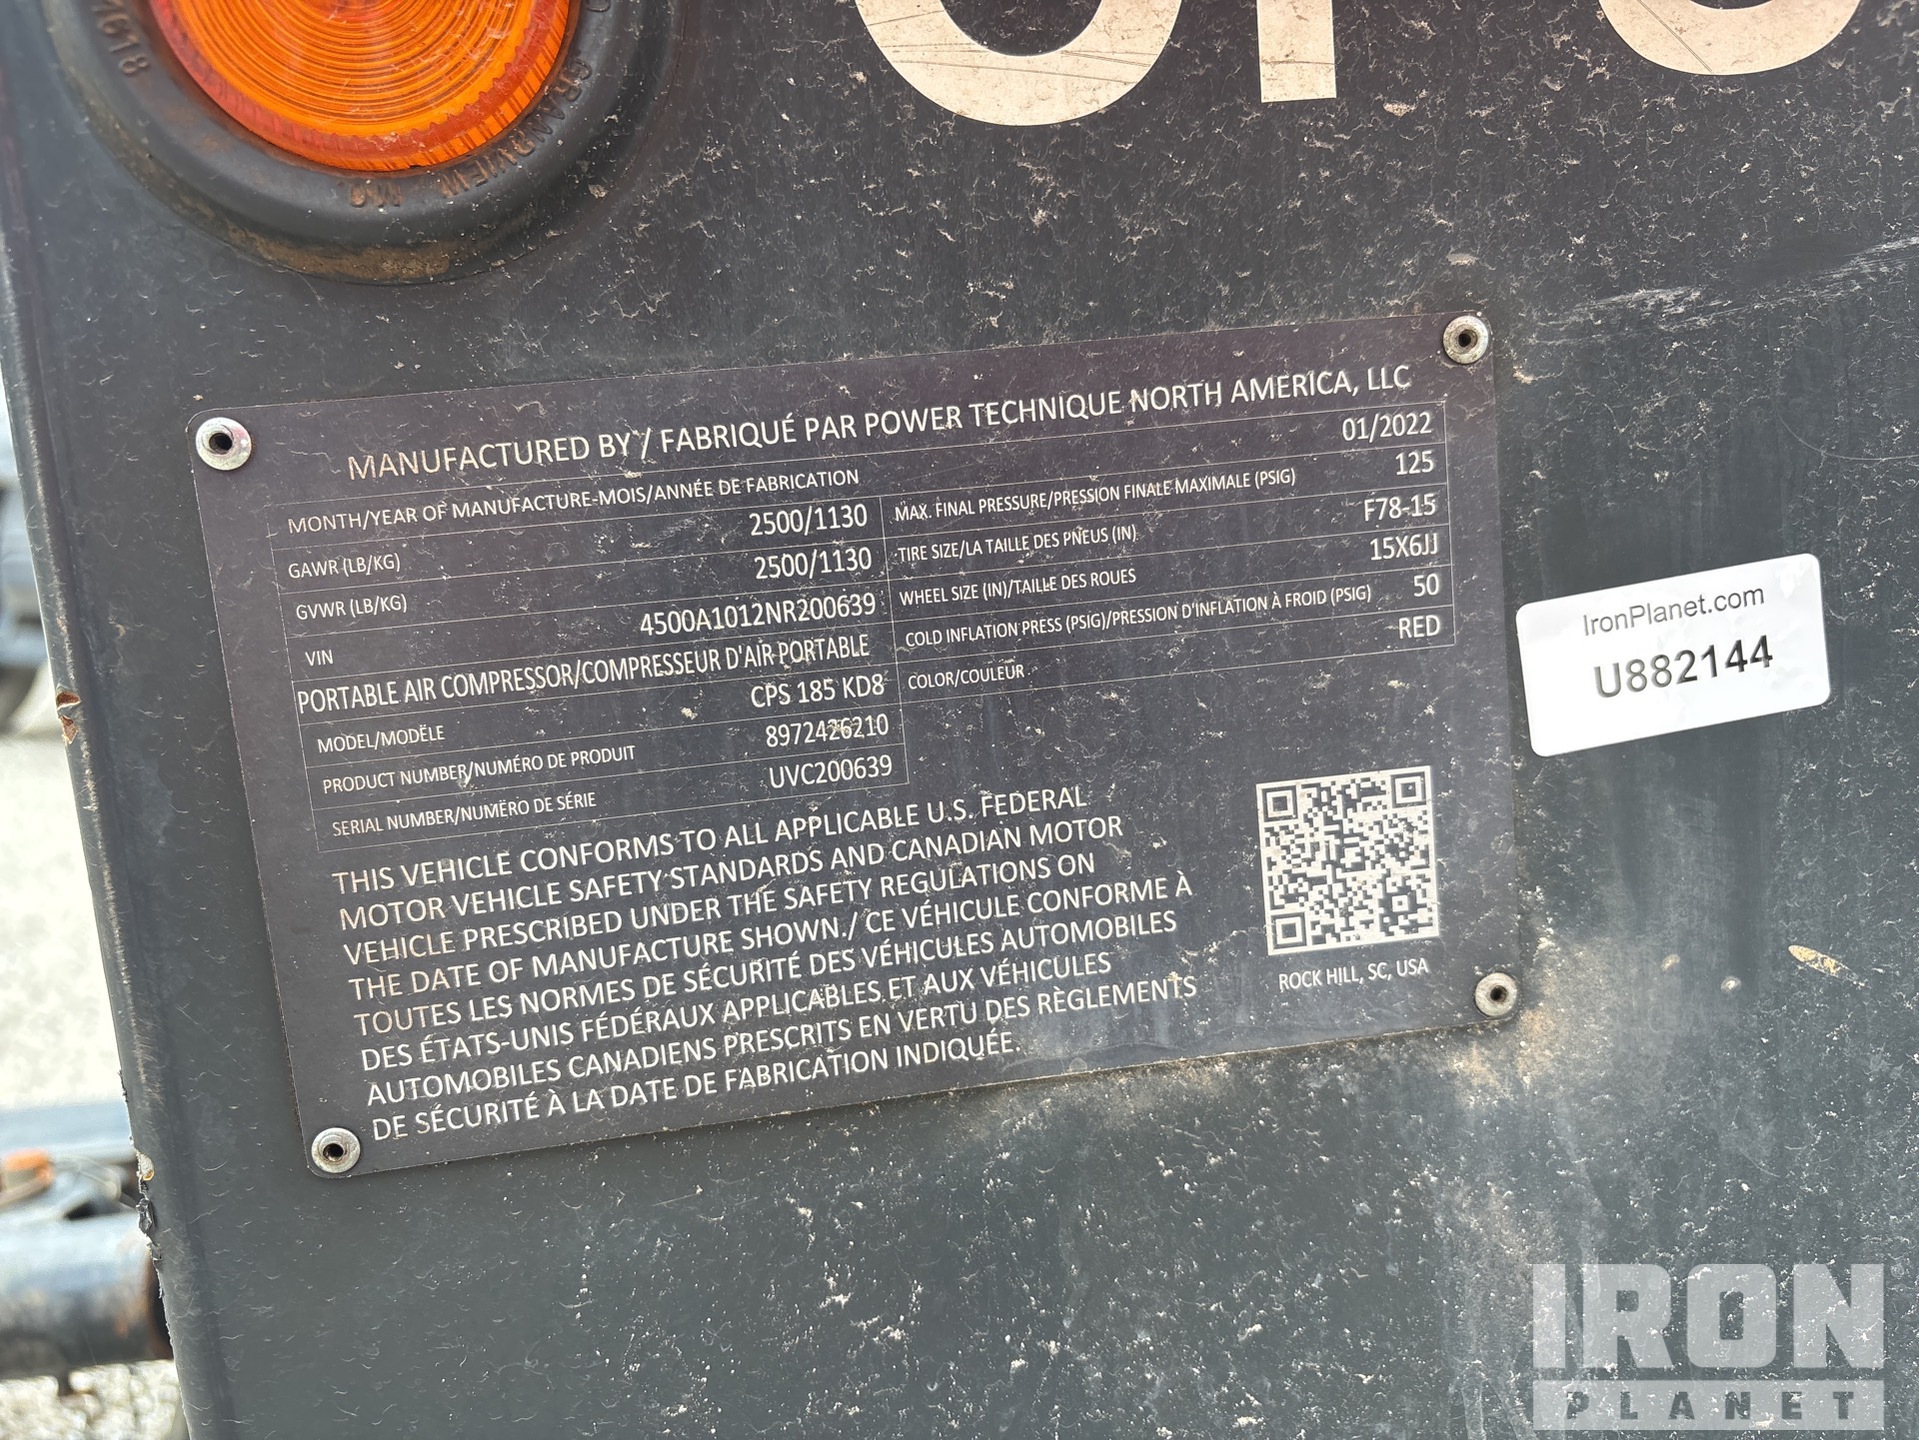 1618
GRANDVIEW MO.
MANUFACTURED BY / FABRIQUÉ PAR POWER TECHNIQUE NORTH AMERICA, LLC
MONTH/YEAR OF MANUFACTURE-MOIS/ANNÉE DE FABRICATION 01/2022
GAWR (LB/KG) 2500/1130
GVWR (LB/KG) 2500/1130
VIN 4500A1012NR200639
PORTABLE AIR COMPRESSOR/COMPRESSEUR D'AIR PORTABLE
MODEL/MODÈLE CPS 185 KD8
PRODUCT NUMBER/NUMÉRO DE PRODUIT 8972426210
SERIAL NUMBER/NUMÉRO DE SÉRIE UVC200639
MAX. FINAL PRESSURE/PRESSION FINALE MAXIMALE (PSIG) 125
TIRE SIZE/LA TAILLE DES PNEUS (IN) F78-15
WHEEL SIZE (IN)/TAILLE DES ROUES 15X6JJ
COLD INFLATION PRESS (PSIG)/PRESSION D'INFLATION À FROID (PSIG) 50
COLOR/COULEUR RED
THIS VEHICLE CONFORMS TO ALL APPLICABLE U.S. FEDERAL
MOTOR VEHICLE SAFETY STANDARDS AND CANADIAN MOTOR
VEHICLE PRESCRIBED UNDER THE SAFETY REGULATIONS ON
THE DATE OF MANUFACTURE SHOWN./ CE VÉHICULE CONFORME À
TOUTES LES NORMES DE SÉCURITÉ DES VÉHICULES AUTOMOBILES
DES ÉTATS-UNIS FÉDÉRAUX APPLICABLES ET AUX VÉHICULES
AUTOMOBILES CANADIENS PRESCRITS EN VERTU DES RÈGLEMENTS
DE SÉCURITÉ À LA DATE DE FABRICATION INDIQUÉE.
ROCK HILL, SC, USA
IronPlanet.com
U882144
IRON
PLANET